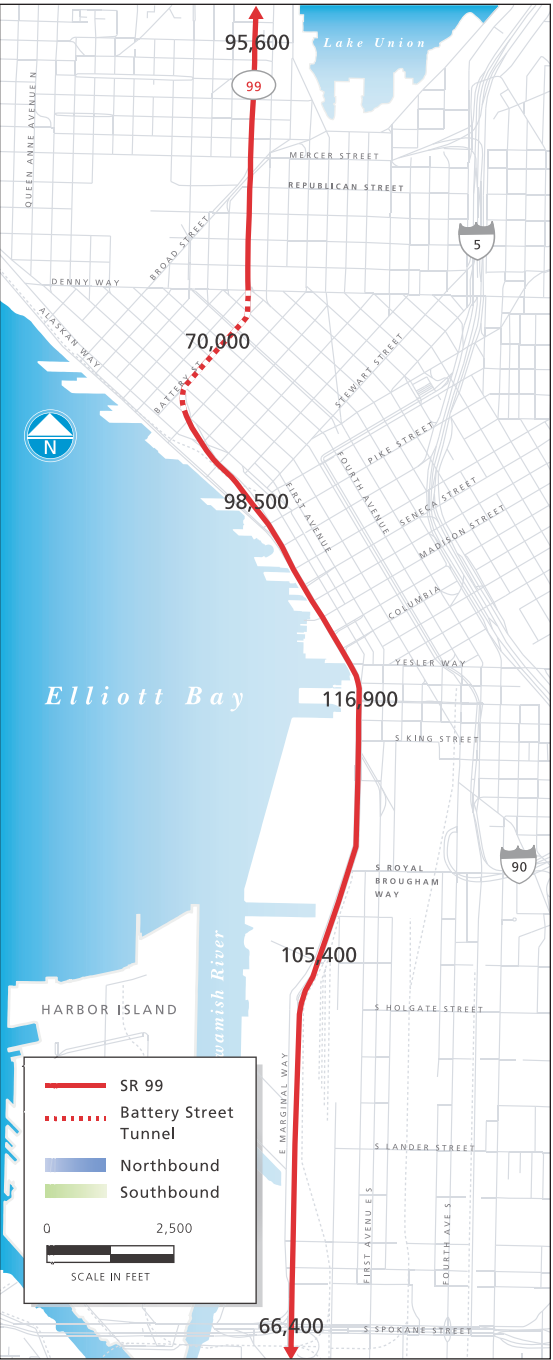 95,600
Lake Union
99
QUEEN ANNE AVENUE N
MERCER STREET
REPUBLICAN STREET
BROAD STREET
5
DENNY WAY
ALASKAN WAY
70,000
BATTERY ST
STEWART STREET
N
PIKE STREET
FOURTH AVENUE
FIRST AVENUE
SENECA STREET
98,500
MADISON STREET
COLUMBIA
YESLER WAY
Elliott Bay
116,900
S KING STREET
S ROYAL
BROUGHAM
WAY
90
105,400
wamish River
HARBOR ISLAND
S HOLGATE STREET
E MARGINAL WAY
S LANDER STREET
FIRST AVENU E S
FOURTH AVE S
SR 99
Battery Street
Tunnel
Northbound
Southbound
0 2,500
SCALE IN FEET
66,400
S SPOKANE STREET